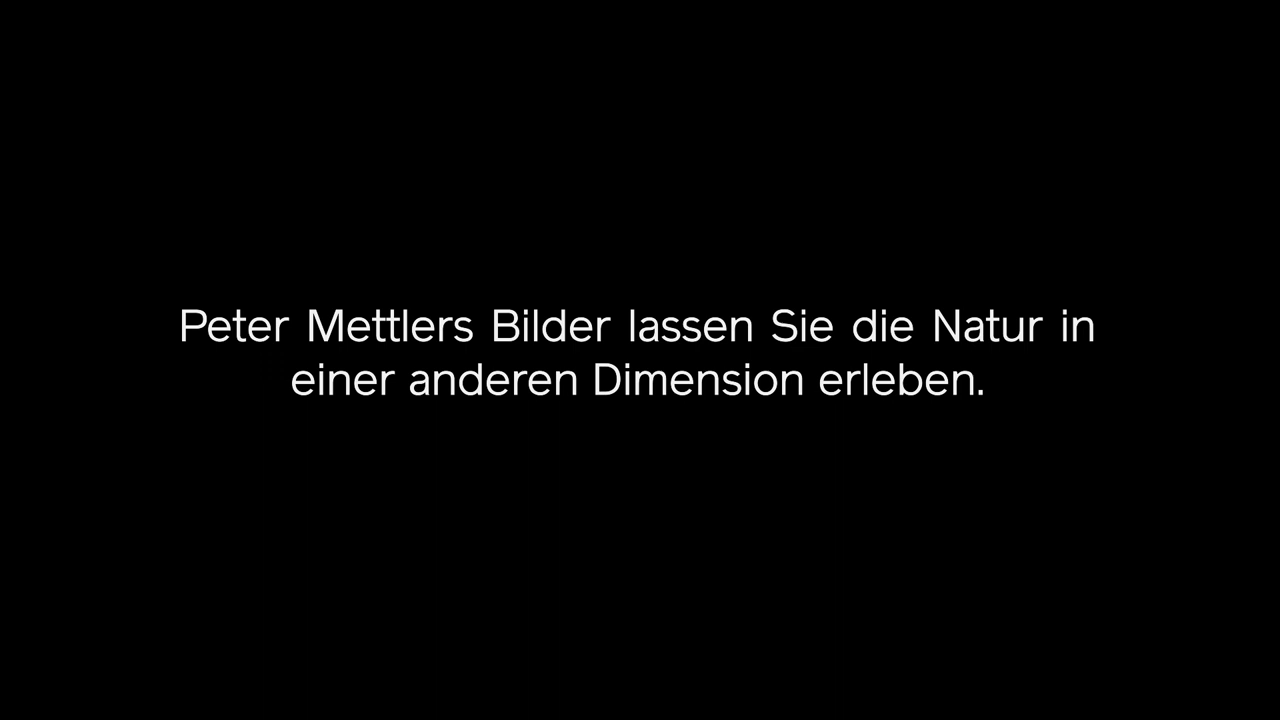 Peter Mettlers Bilder lassen Sie die Natur in
einer anderen Dimension erleben.